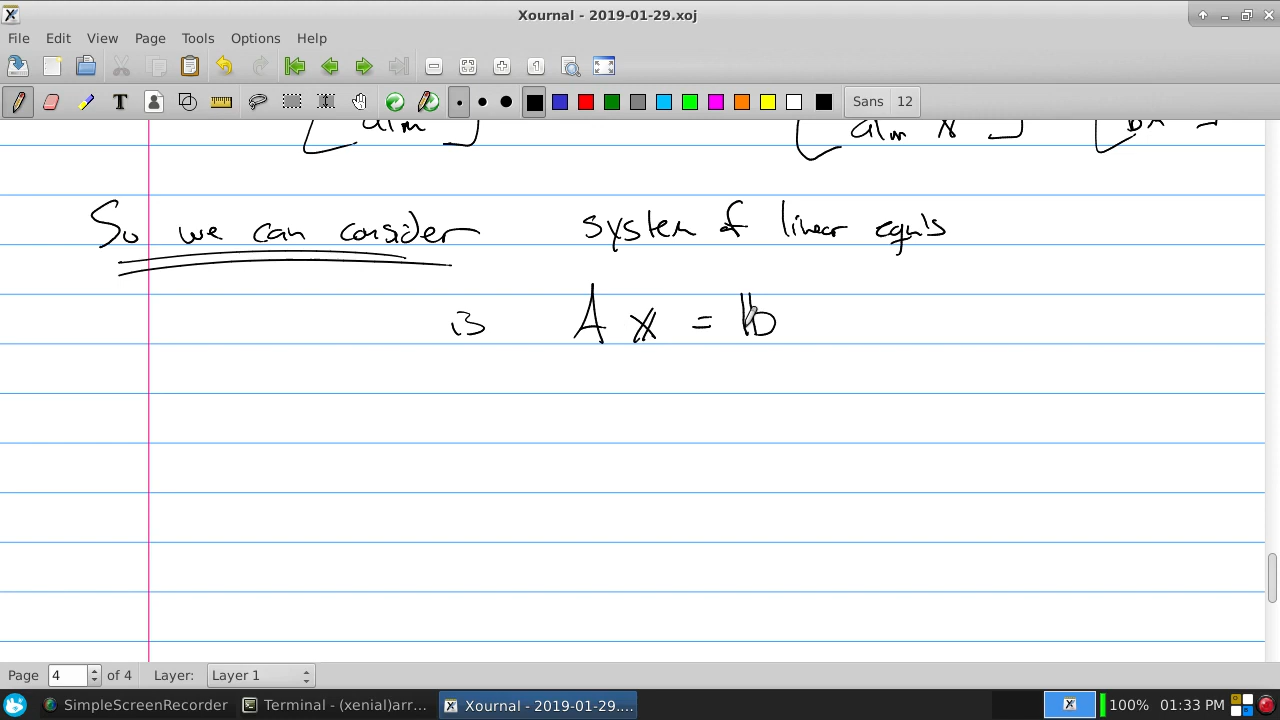 Xournal - 2019-01-29.xoj
File Edit View Page Tools Options Help
Sans 12
So we can consider system of linear eqn's
is A x = b
Page 4 of 4 Layer: Layer 1
SimpleScreenRecorder Terminal - (xenial)arr... Xournal - 2019-01-29.... 100% 01:33 PM